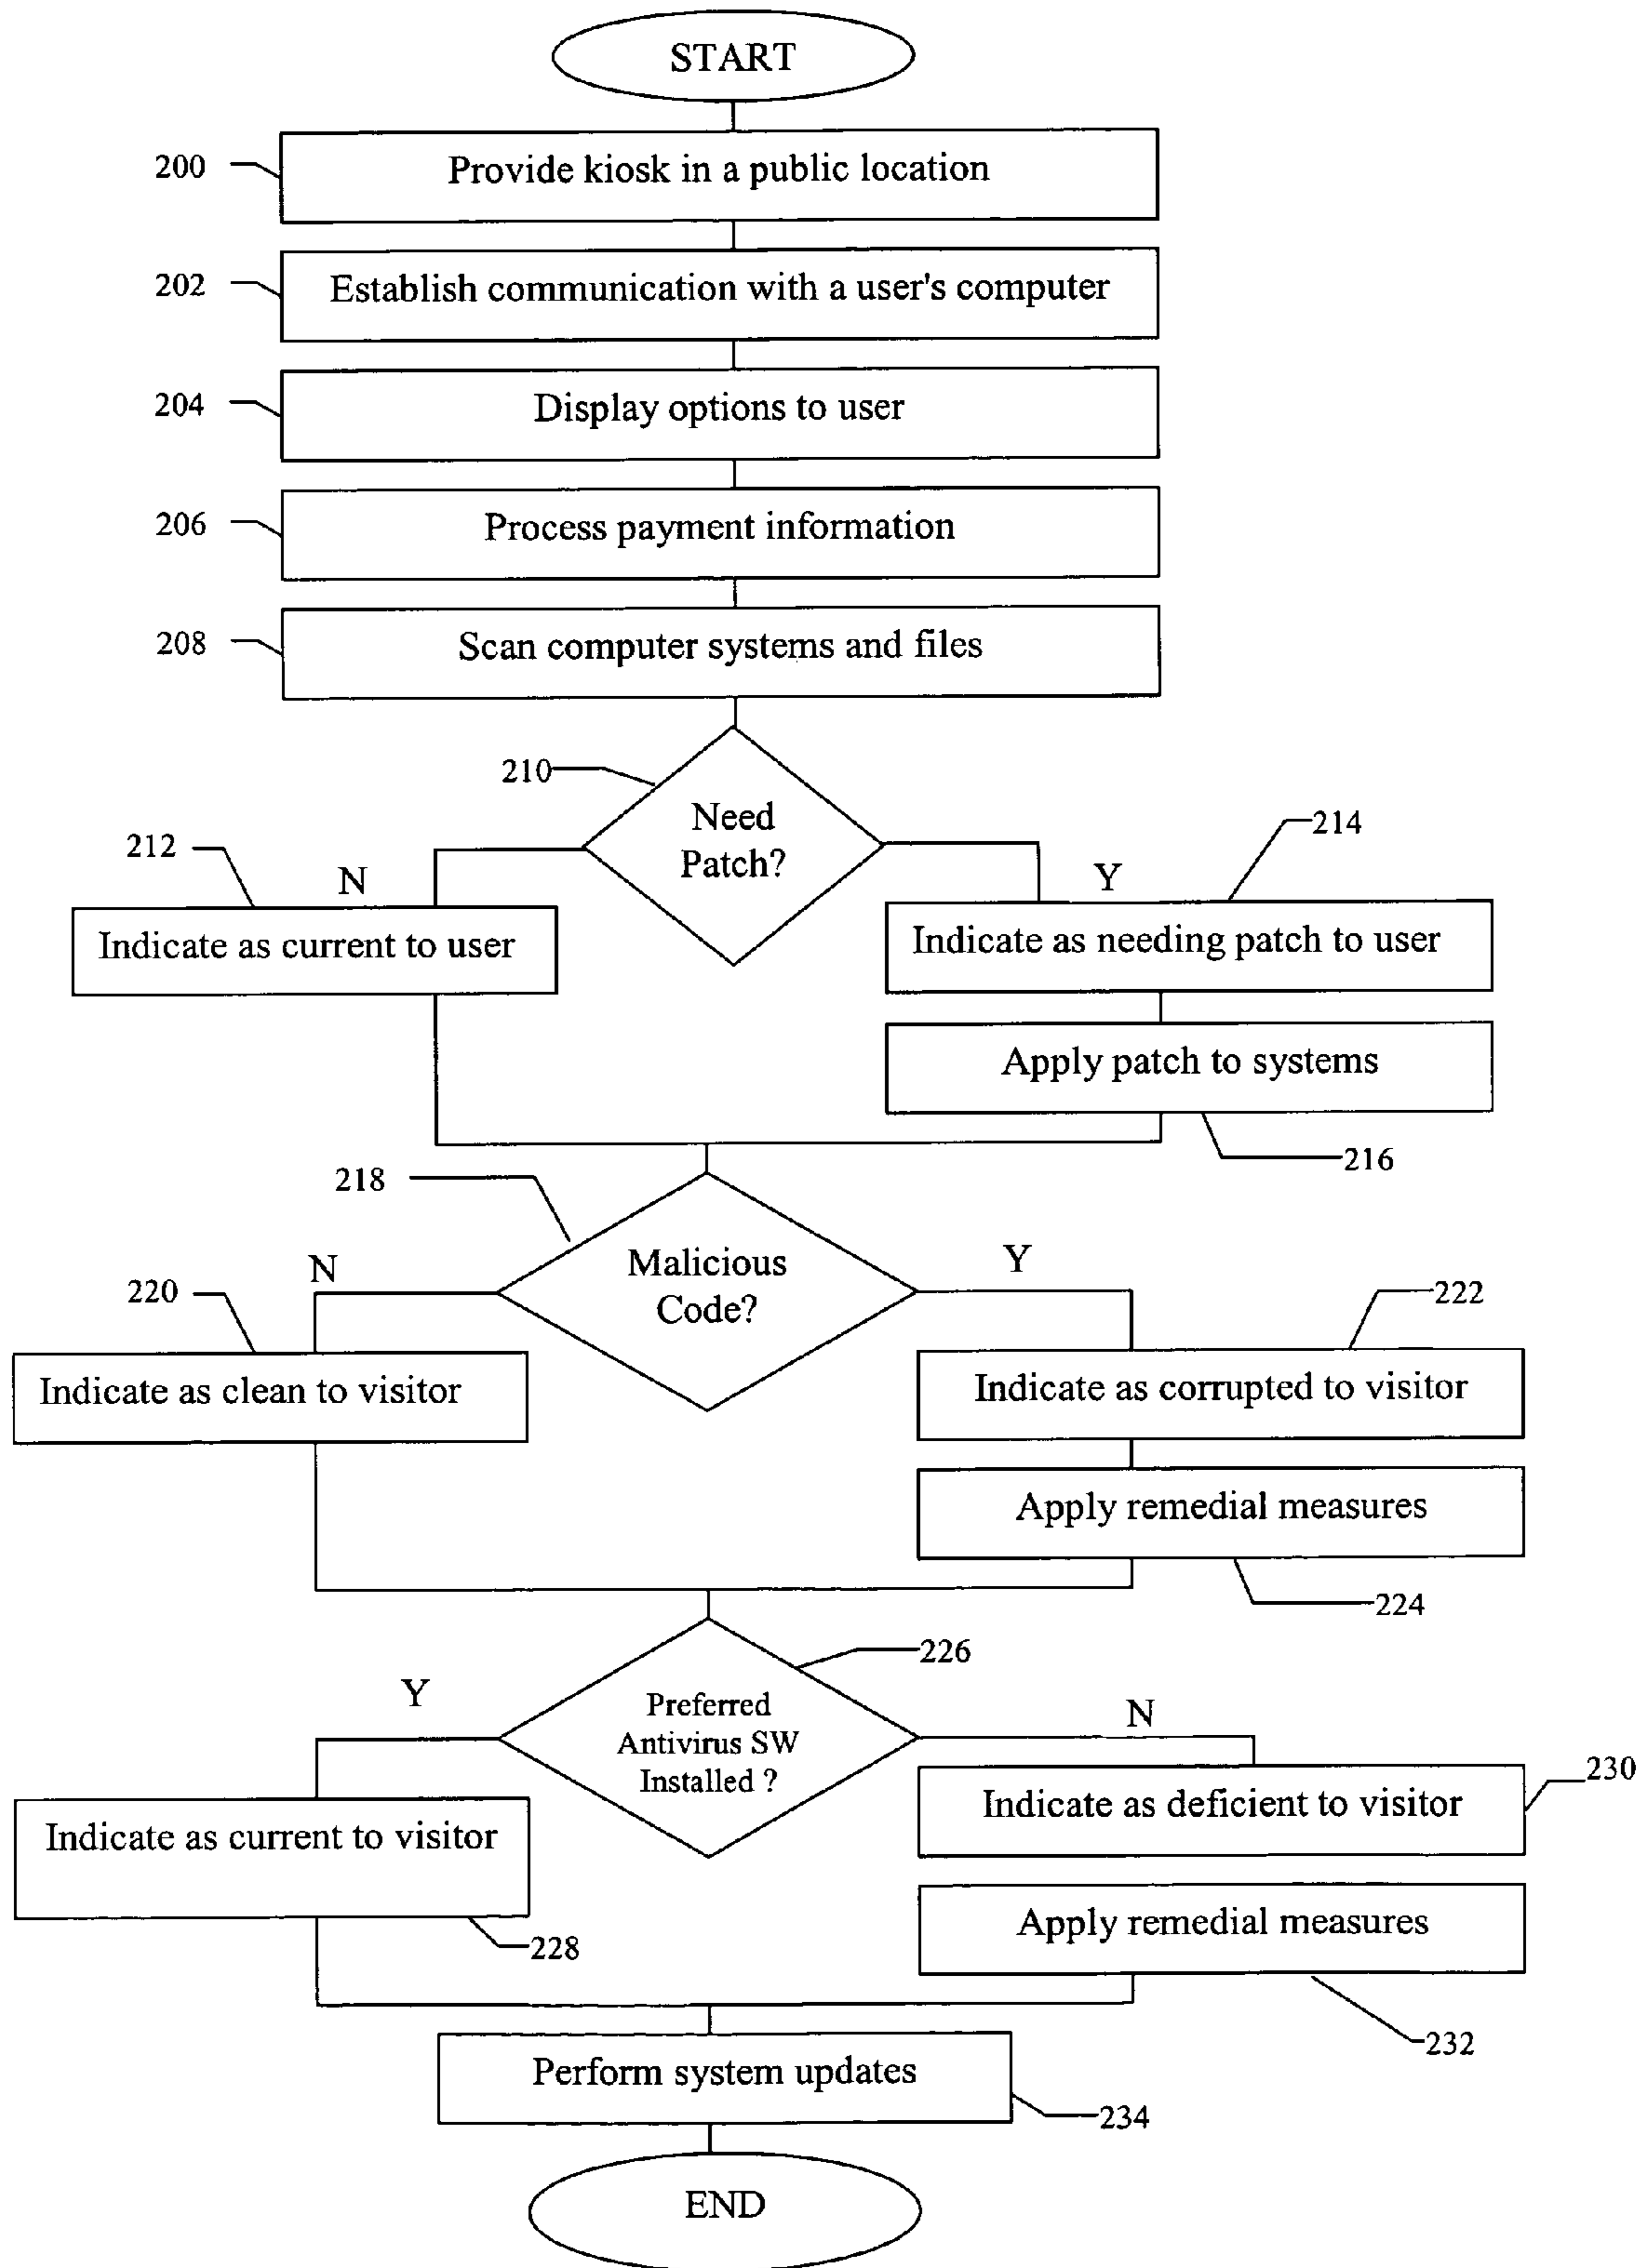 START
200
Provide kiosk in a public location
202
Establish communication with a user's computer
204
Display options to user
206
Process payment information
208
Scan computer systems and files
210
Need
Patch?
212
N
Y
214
Indicate as current to user
Indicate as needing patch to user
Apply patch to systems
216
218
Malicious
Code?
N
Y
220
222
Indicate as clean to visitor
Indicate as corrupted to visitor
Apply remedial measures
224
226
Preferred
Antivirus SW
Installed ?
Y
N
230
Indicate as current to visitor
Indicate as deficient to visitor
228
Apply remedial measures
232
Perform system updates
234
END